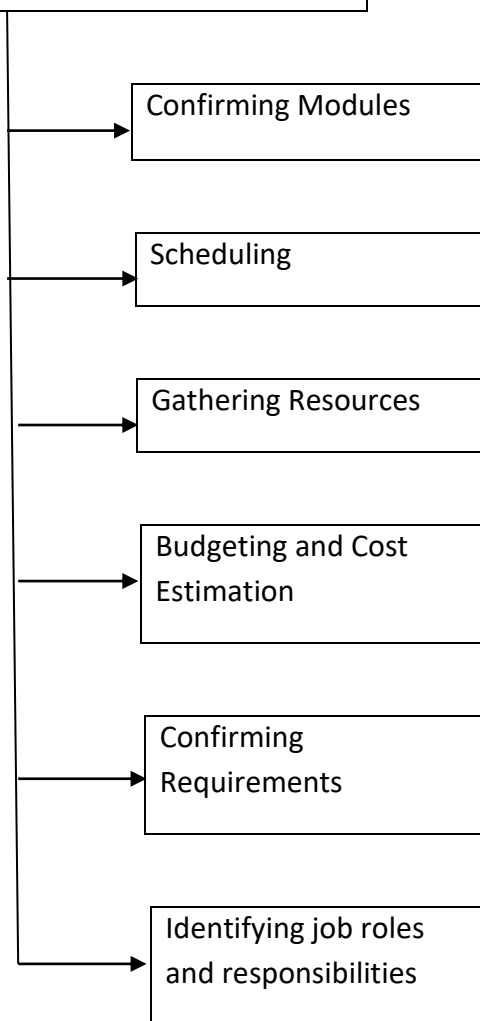 Confirming Modules
Scheduling
Gathering Resources
Budgeting and Cost
Estimation
Confirming
Requirements
Identifying job roles
and responsibilities